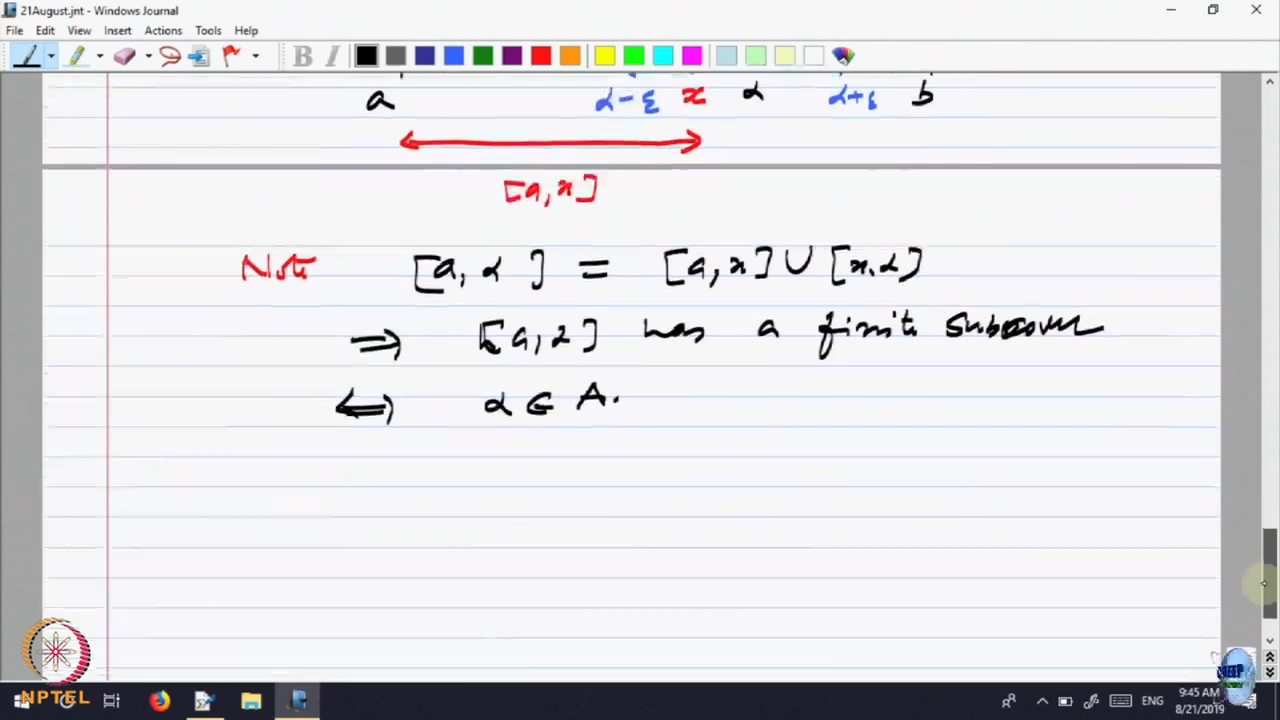 21August.jnt - Windows Journal
File Edit View Insert Actions Tools Help
B I
a α-ε x α α+ε b
[a, x]
Note [a, α] = [a, x] ∪ [x, α]
⇒ [a, α] has a finite subcover
⇔ α ∈ A.
NPTEL
ENG
9:45 AM
8/21/2019